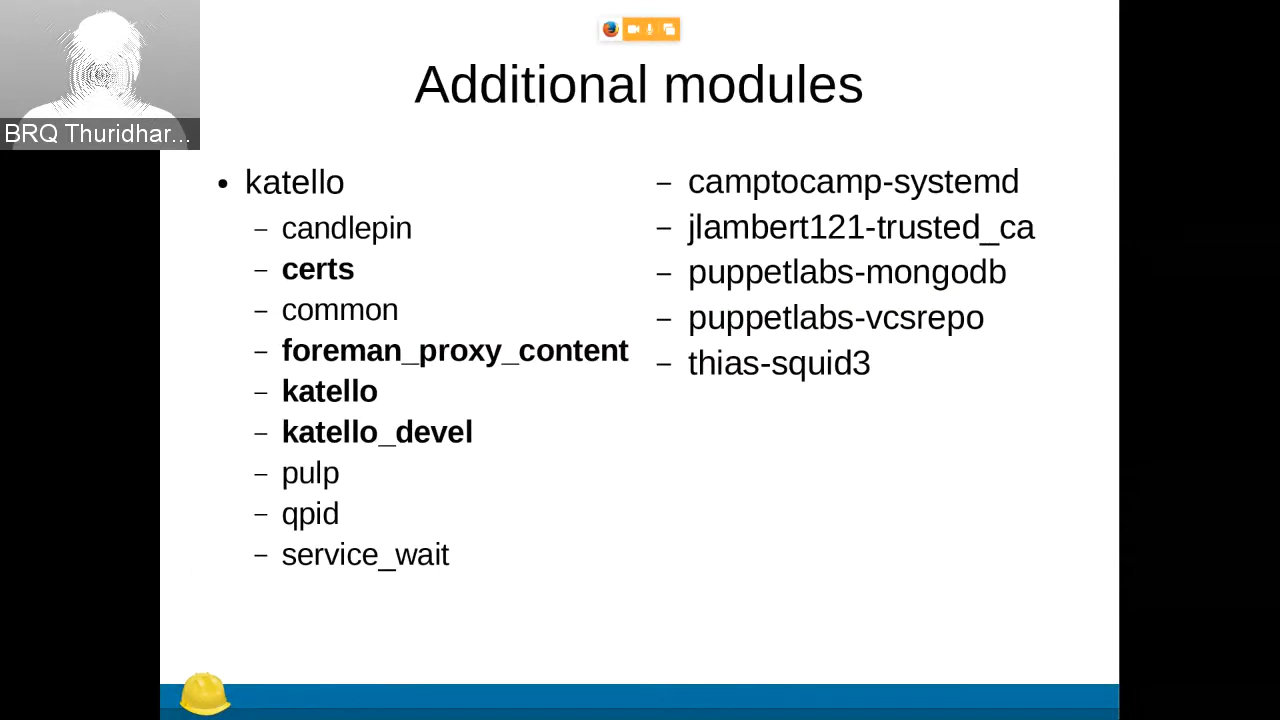 BRQ Thuridhar...
Additional modules
• katello
– candlepin
– certs
– common
– foreman_proxy_content
– katello
– katello_devel
– pulp
– qpid
– service_wait
– camptocamp-systemd
– jlambert121-trusted_ca
– puppetlabs-mongodb
– puppetlabs-vcsrepo
– thias-squid3